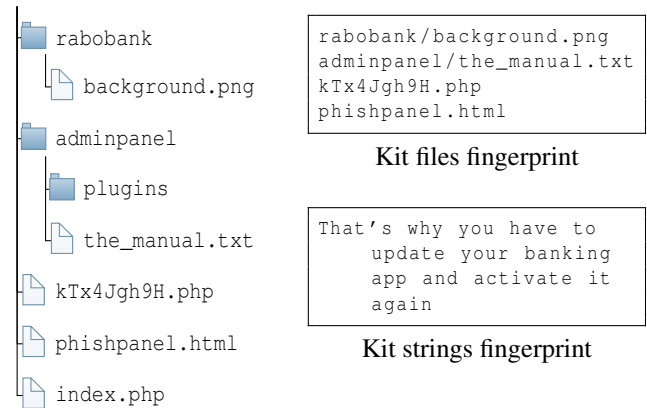 rabobank
background.png
adminpanel
plugins
the_manual.txt
kTx4Jgh9H.php
phishpanel.html
index.php
rabobank/background.png
adminpanel/the_manual.txt
kTx4Jgh9H.php
phishpanel.html
Kit files fingerprint
That's why you have to
update your banking
app and activate it
again
Kit strings fingerprint